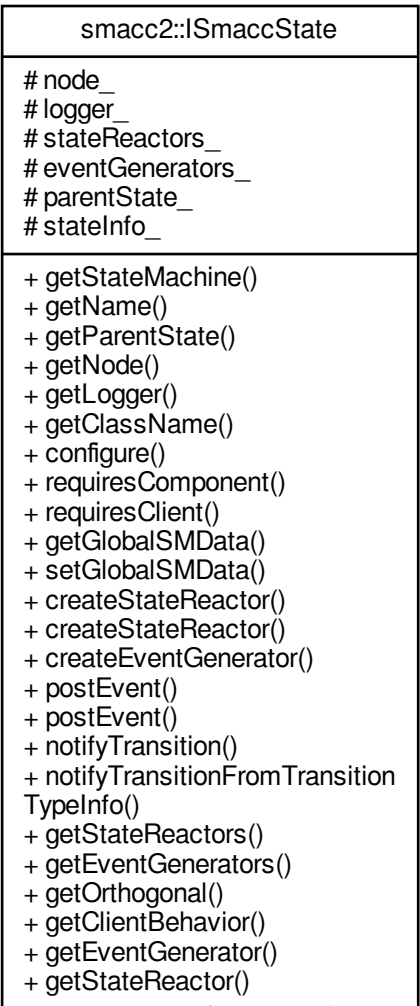 smacc2::ISmaccState
# node_
# logger_
# stateReactors_
# eventGenerators_
# parentState_
# stateInfo_
+ getStateMachine()
+ getName()
+ getParentState()
+ getNode()
+ getLogger()
+ getClassName()
+ configure()
+ requiresComponent()
+ requiresClient()
+ getGlobalSMData()
+ setGlobalSMData()
+ createStateReactor()
+ createStateReactor()
+ createEventGenerator()
+ postEvent()
+ postEvent()
+ notifyTransition()
+ notifyTransitionFromTransition
TypeInfo()
+ getStateReactors()
+ getEventGenerators()
+ getOrthogonal()
+ getClientBehavior()
+ getEventGenerator()
+ getStateReactor()